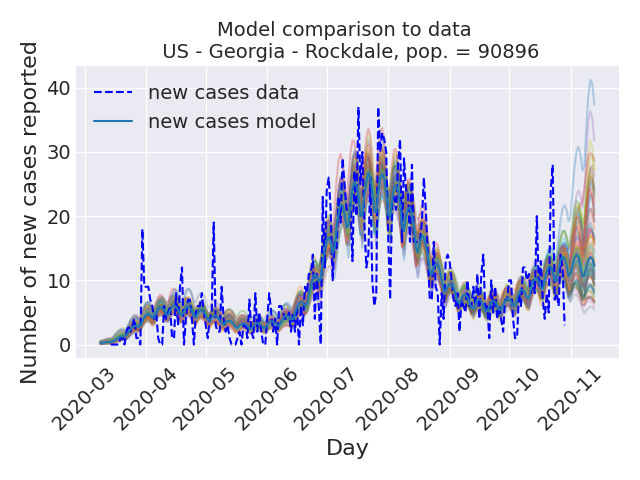 Model comparison to data
US - Georgia - Rockdale, pop. = 90896
Number of new cases reported
40
30
20
10
0
new cases data
new cases model
2020-03
2020-04
2020-05
2020-06
2020-07
2020-08
2020-09
2020-10
2020-11
Day